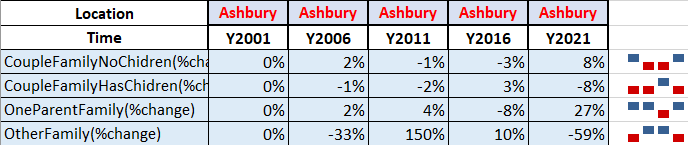 Location Ashbury Ashbury Ashbury Ashbury Ashbury
Time Y2001 Y2006 Y2011 Y2016 Y2021
CoupleFamilyNoChidren(%cha 0% 2% -1% -3% 8%
CoupleFamilyHasChidren(%c 0% -1% -2% 3% -8%
OneParentFamily(%change) 0% 2% 4% -8% 27%
OtherFamily(%change) 0% -33% 150% 10% -59%